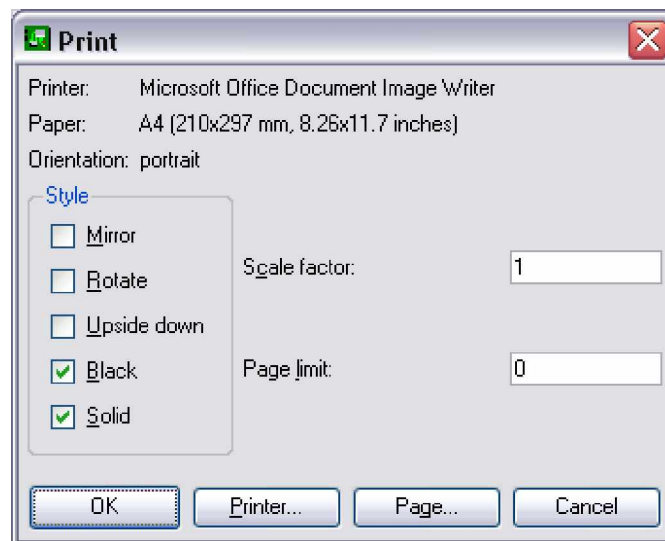 Print
Printer: Microsoft Office Document Image Writer
Paper: A4 (210x297 mm, 8.26x11.7 inches)
Orientation: portrait
Style
Mirror
Rotate
Upside down
Black
Solid
Scale factor: 1
Page limit: 0
OK Printer... Page... Cancel